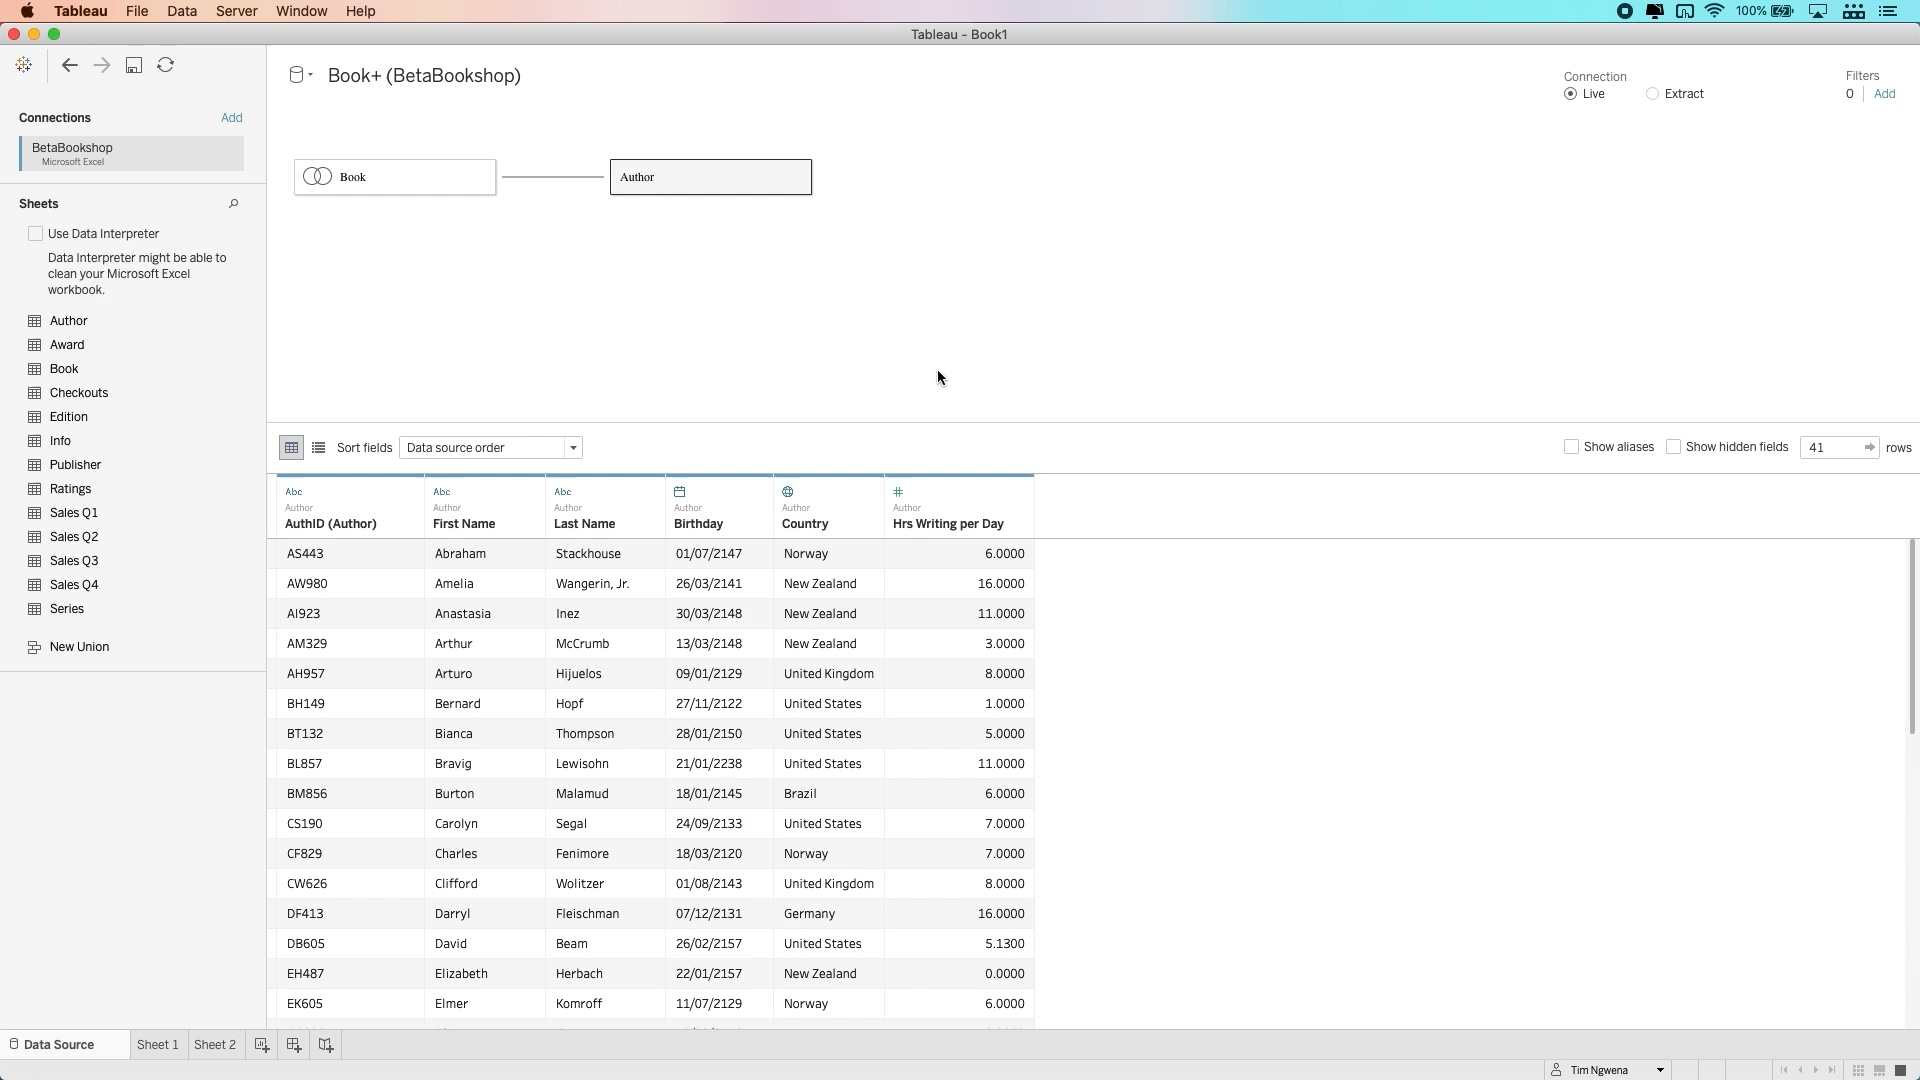 Tableau File Data Server Window Help 100%
Tableau - Book1
Book+ (BetaBookshop)
Connection
Live Extract
Filters
0 Add
Connections Add
BetaBookshop
Microsoft Excel
Sheets
Use Data Interpreter
Data Interpreter might be able to
clean your Microsoft Excel
workbook.
Author
Award
Book
Checkouts
Edition
Info
Publisher
Ratings
Sales Q1
Sales Q2
Sales Q3
Sales Q4
Series
New Union
Book Author
Sort fields Data source order Show aliases Show hidden fields 41 rows
Abc Abc Abc #
Author Author Author Author Author Author
AuthID (Author) First Name Last Name Birthday Country Hrs Writing per Day
AS443 Abraham Stackhouse 01/07/2147 Norway 6.0000
AW980 Amelia Wangerin, Jr. 26/03/2141 New Zealand 16.0000
AI923 Anastasia Inez 30/03/2148 New Zealand 11.0000
AM329 Arthur McCrumb 13/03/2148 New Zealand 3.0000
AH957 Arturo Hijuelos 09/01/2129 United Kingdom 8.0000
BH149 Bernard Hopf 27/11/2122 United States 1.0000
BT132 Bianca Thompson 28/01/2150 United States 5.0000
BL857 Bravig Lewisohn 21/01/2238 United States 11.0000
BM856 Burton Malamud 18/01/2145 Brazil 6.0000
CS190 Carolyn Segal 24/09/2133 United States 7.0000
CF829 Charles Fenimore 18/03/2120 Norway 7.0000
CW626 Clifford Wolitzer 01/08/2143 United Kingdom 8.0000
DF413 Darryl Fleischman 07/12/2131 Germany 16.0000
DB605 David Beam 26/02/2157 United States 5.1300
EH487 Elizabeth Herbach 22/01/2157 New Zealand 0.0000
EK605 Elmer Komroff 11/07/2129 Norway 6.0000
Data Source Sheet 1 Sheet 2
Tim Ngwena